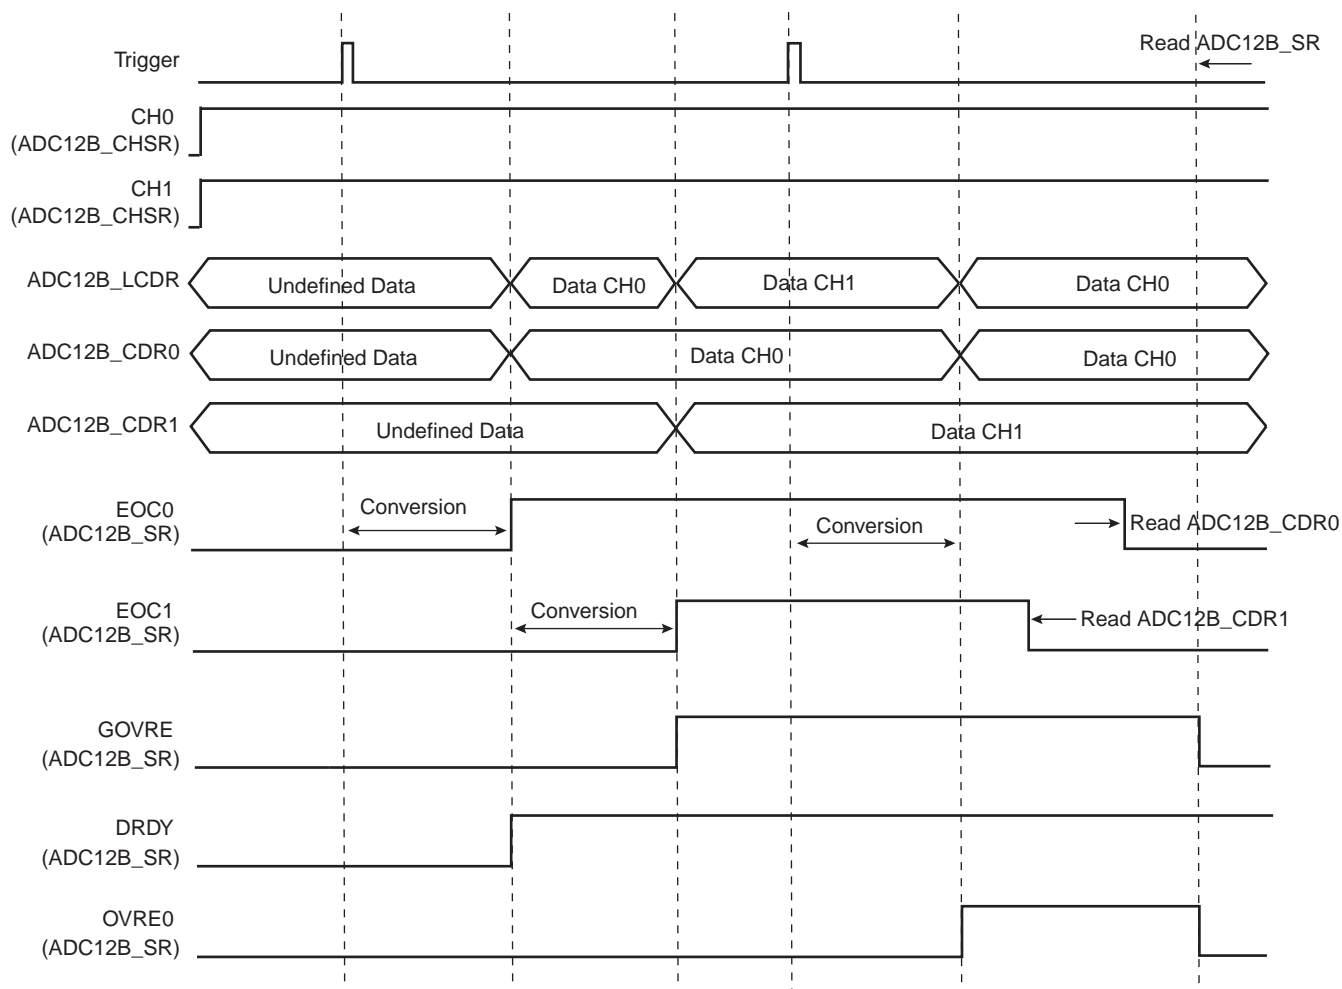 Read ADC12B_SR
Trigger
CH0
(ADC12B_CHSR)
CH1
(ADC12B_CHSR)
ADC12B_LCDR
Undefined Data
Data CH0
Data CH1
Data CH0
ADC12B_CDR0
Undefined Data
Data CH0
Data CH0
ADC12B_CDR1
Undefined Data
Data CH1
EOC0
(ADC12B_SR)
Conversion
Conversion
Read ADC12B_CDR0
EOC1
(ADC12B_SR)
Conversion
Read ADC12B_CDR1
GOVRE
(ADC12B_SR)
DRDY
(ADC12B_SR)
OVRE0
(ADC12B_SR)